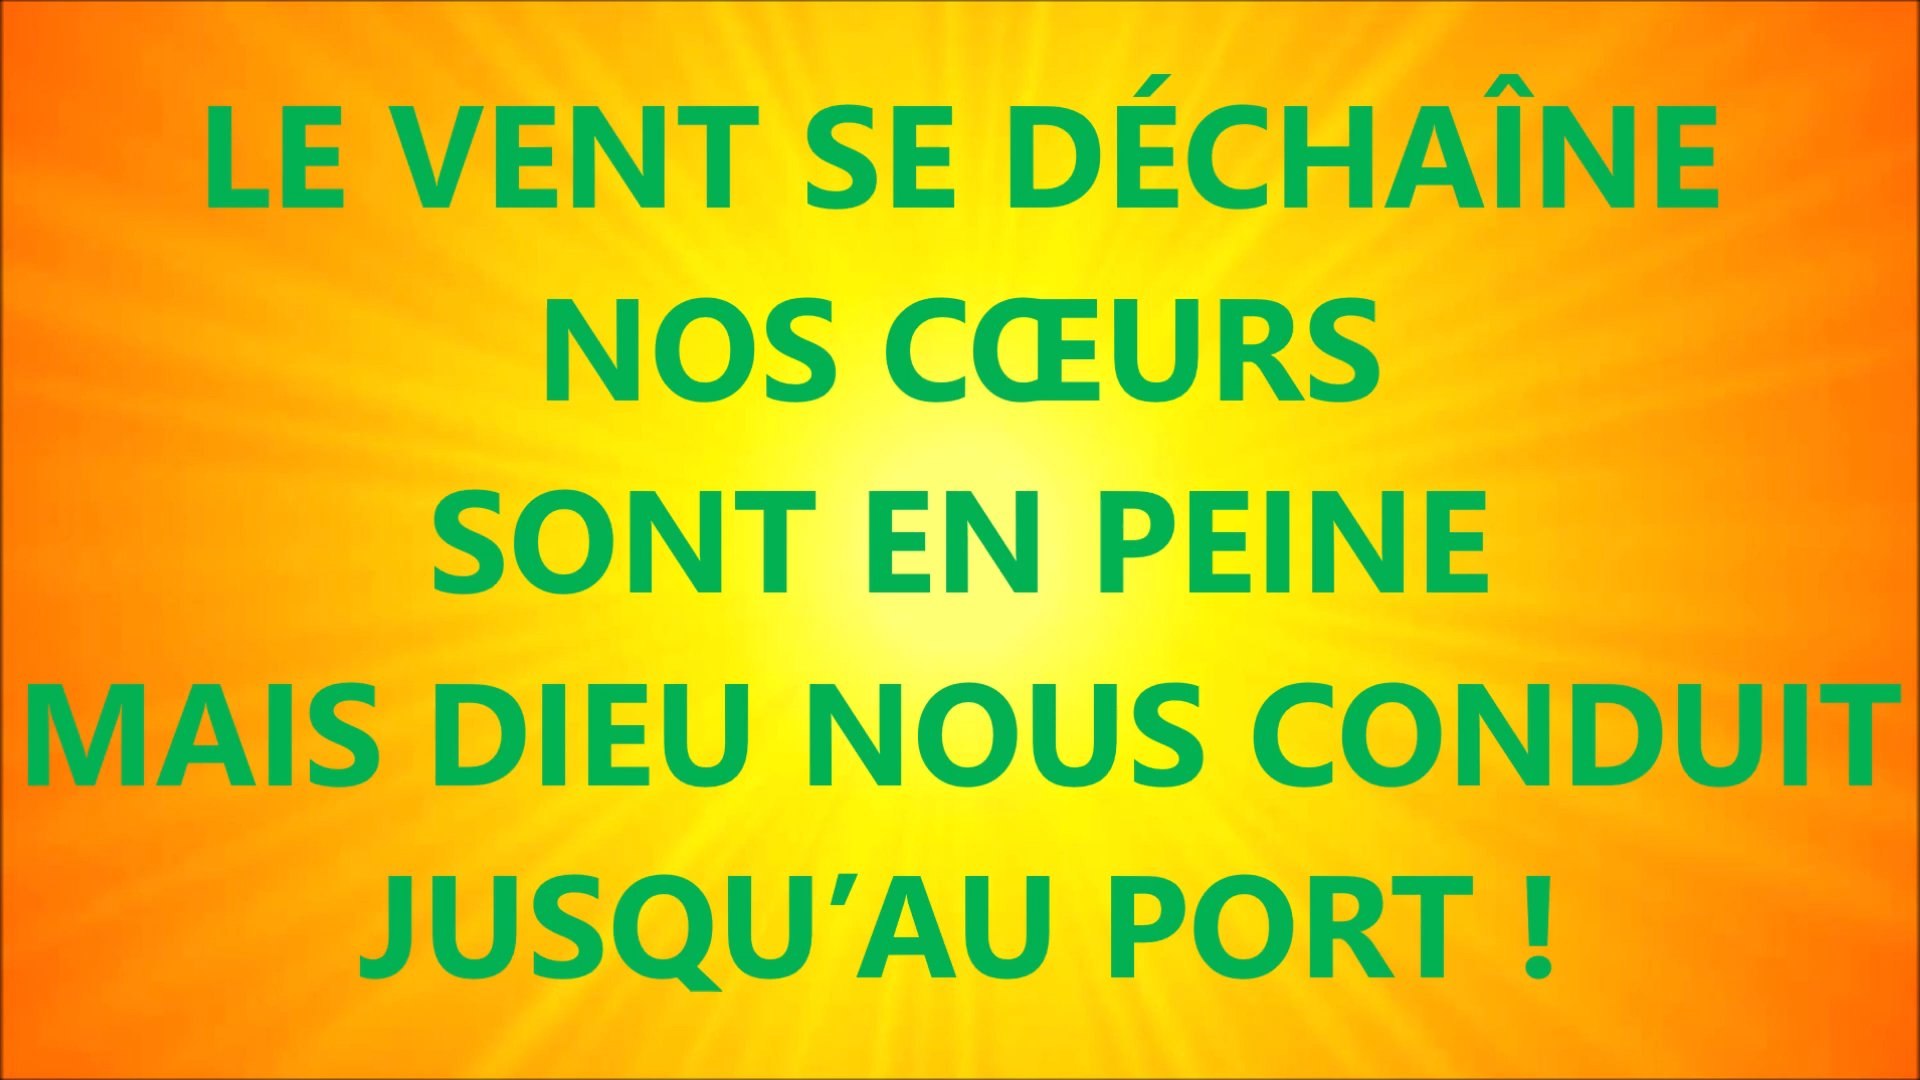 LE VENT SE DÉCHAÎNE
NOS CŒURS
SONT EN PEINE
MAIS DIEU NOUS CONDUIT
JUSQU’AU PORT !